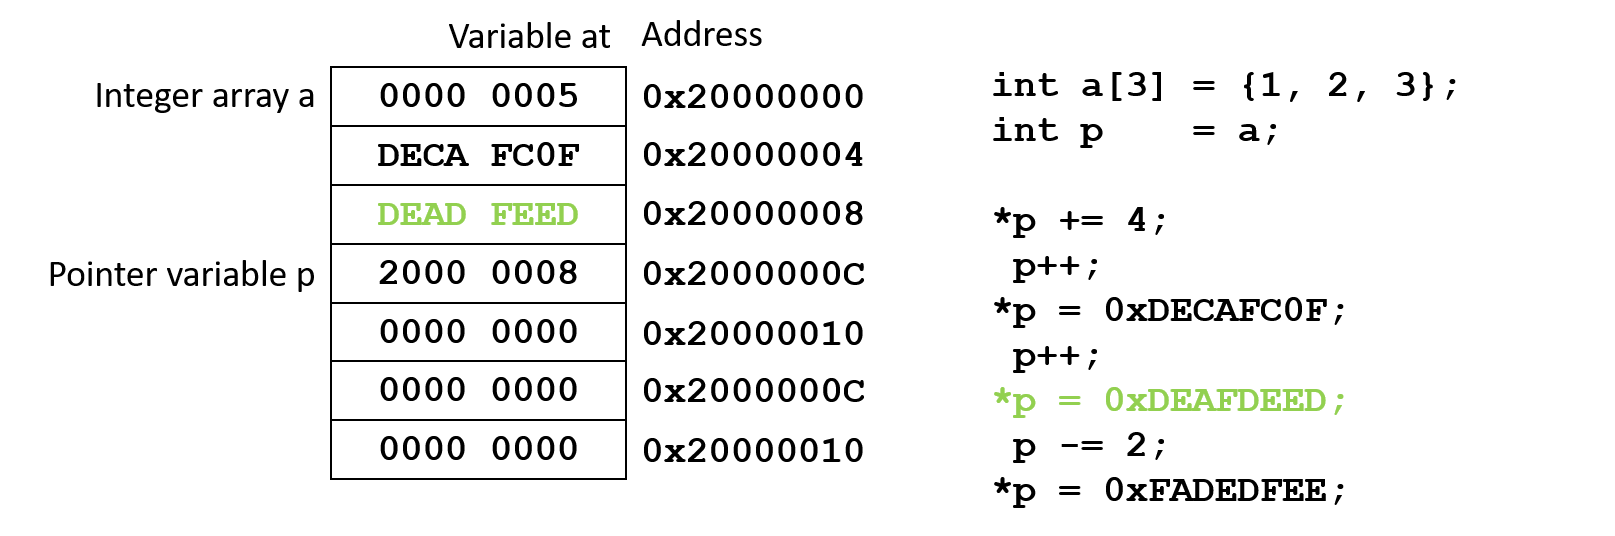 Variable at Address
Integer array a 0000 0005 0x20000000
DECA FC0F 0x20000004
DEAD FEED 0x20000008
Pointer variable p 2000 0008 0x2000000C
0000 0000 0x20000010
0000 0000 0x2000000C
0000 0000 0x20000010
int a[3] = {1, 2, 3};
int p = a;
*p += 4;
p++;
*p = 0xDECAFC0F;
p++;
*p = 0xDEAFDEED;
p -= 2;
*p = 0xFADEDFEE;